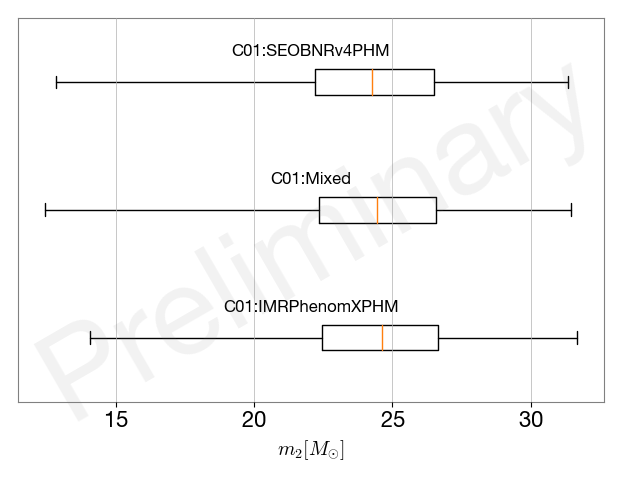 C01:SEOBNRv4PHM
C01:Mixed
C01:IMRPhenomXPHM
Preliminary
15 20 25 30
m₂[M☉]